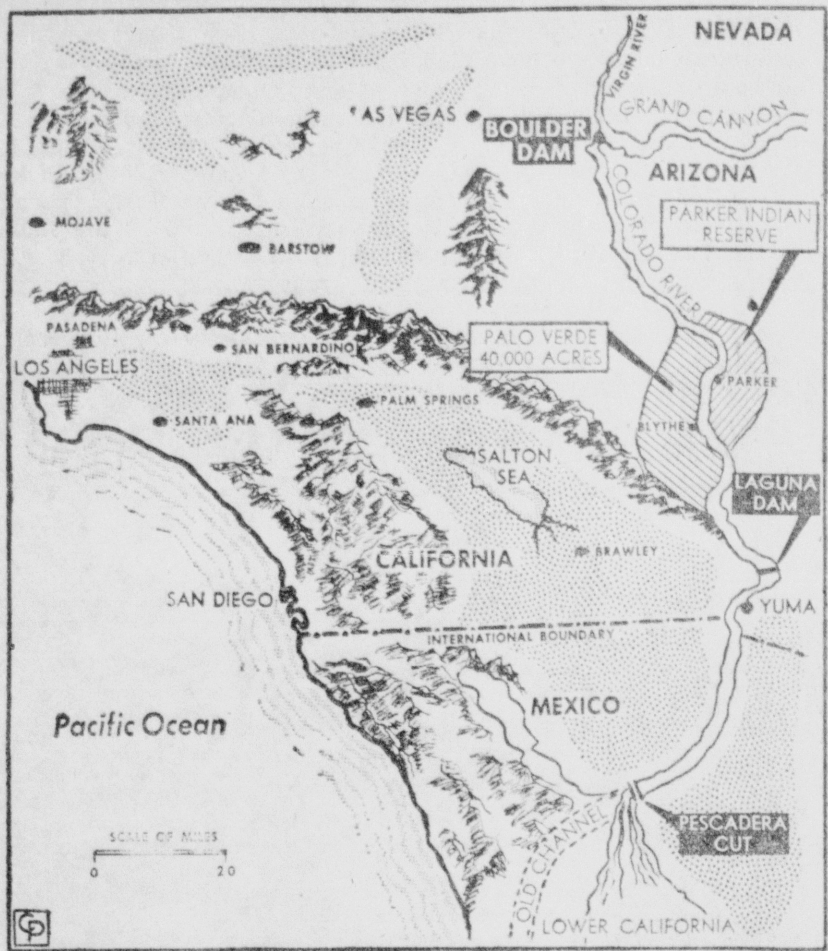 NEVADA
VIRGIN RIVER
GRAND CANYON
AS VEGAS
BOULDER
DAM
ARIZONA
COLORADO RIVER
PARKER INDIAN
RESERVE
MOJAVE
BARSTOW
PASADENA
SAN BERNARDINO
LOS ANGELES
PALO VERDE
40,000 ACRES
PARKER
PALM SPRINGS
SANTA ANA
BLYTHE
SALTON
SEA
LAGUNA
DAM
BRAWLEY
CALIFORNIA
SAN DIEGO
YUMA
INTERNATIONAL BOUNDARY
MEXICO
Pacific Ocean
PESCADERA
CUT
SCALE OF MILES
0 20
OLD CHANNEL
LOWER CALIFORNIA
CP